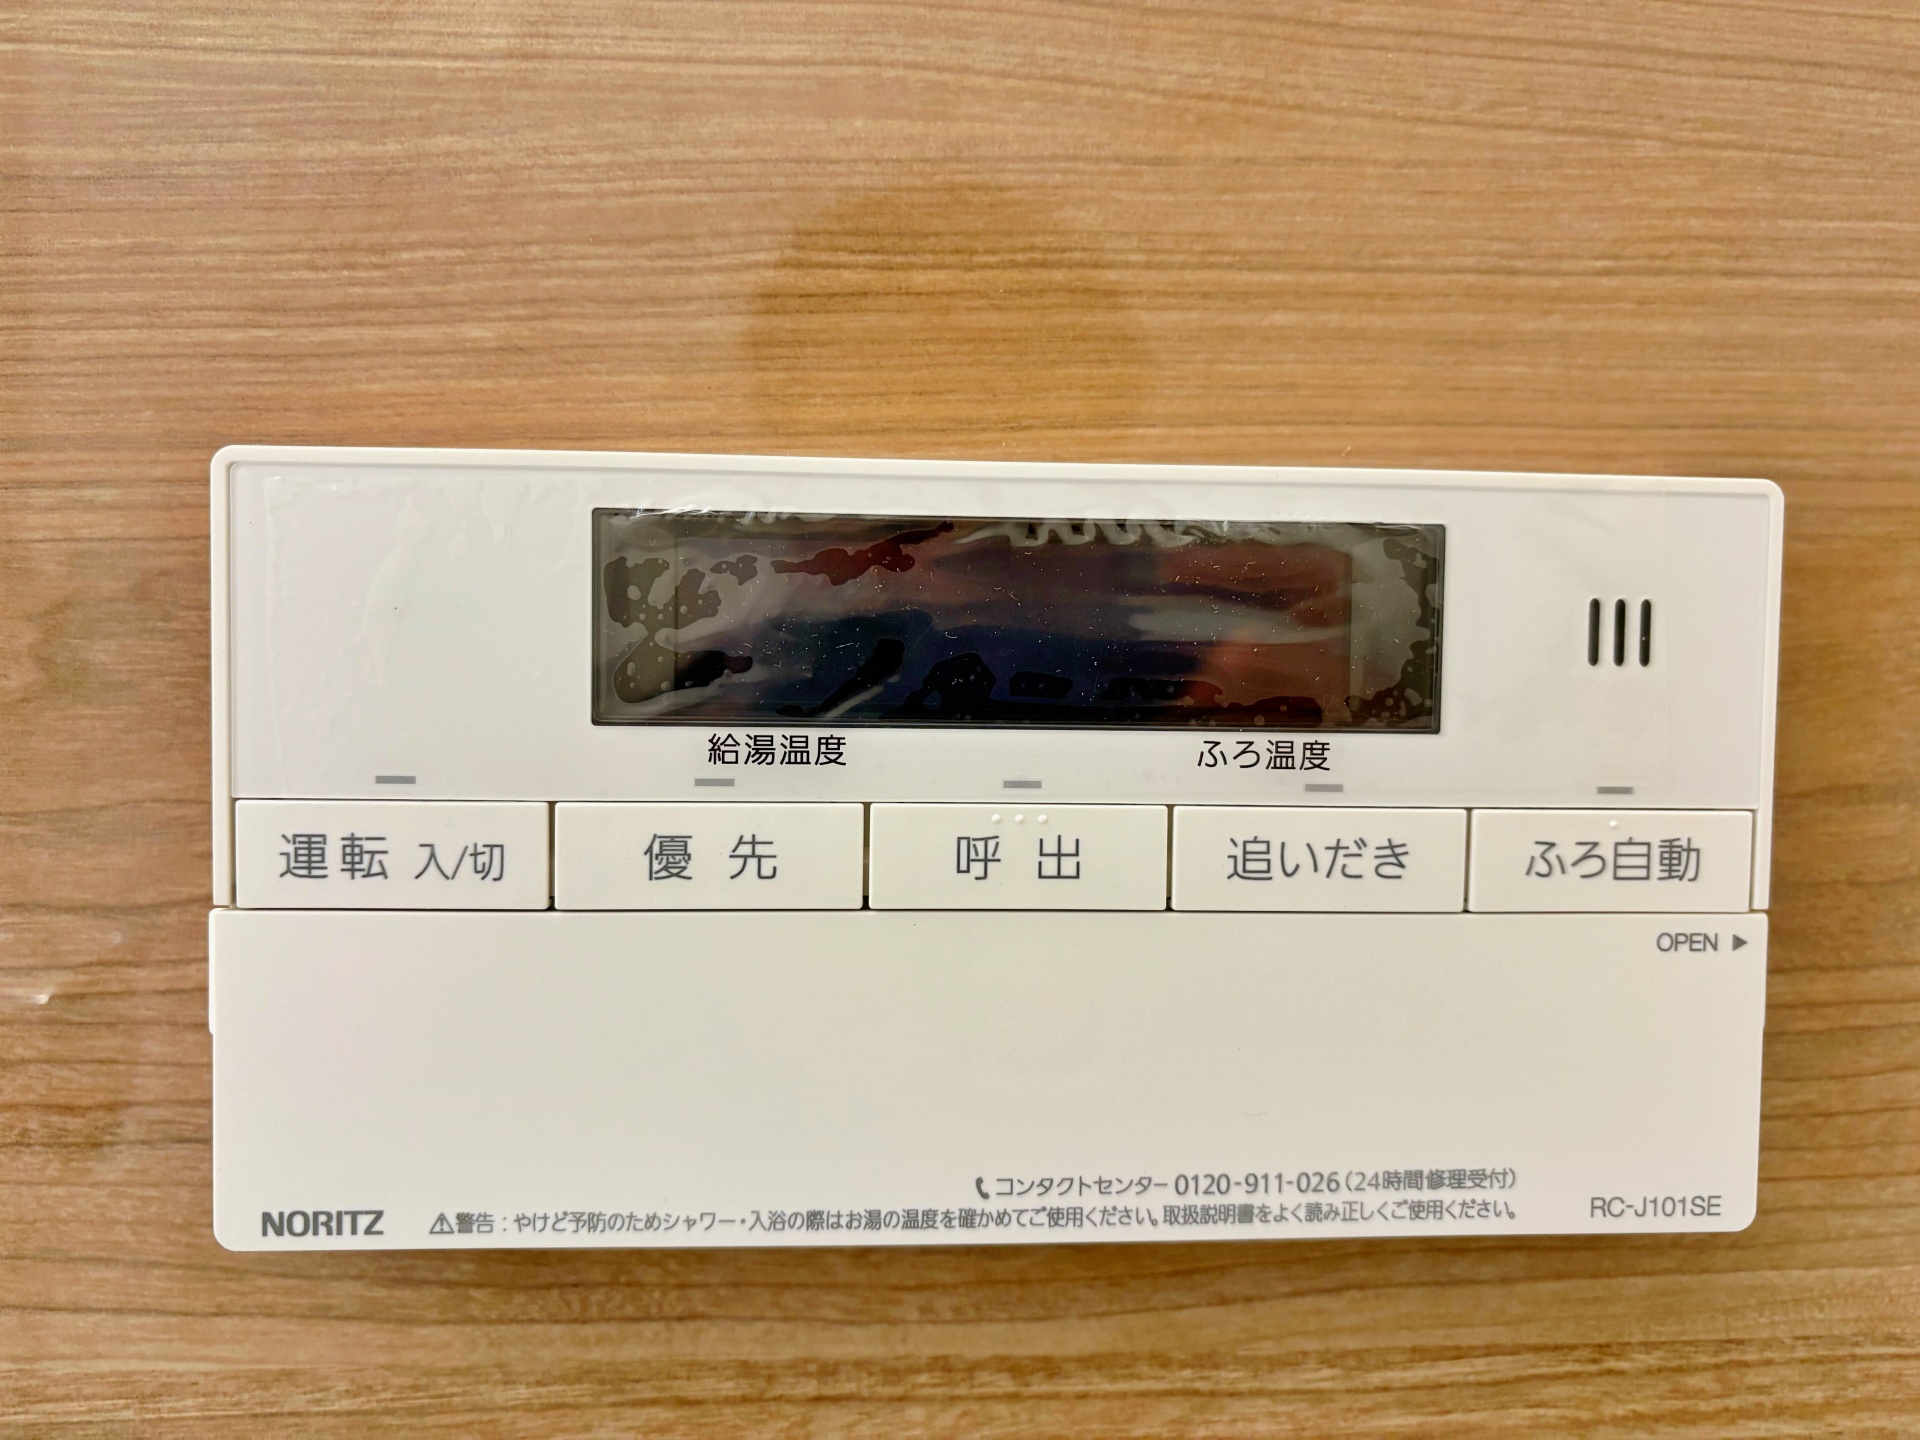 給湯温度 ふろ温度
運転 入/切 優先 呼出 追いだき ふろ自動
OPEN ▶
コンタクトセンター 0120-911-026(24時間修理受付)
NORITZ ⚠警告:やけど予防のためシャワー・入浴の際はお湯の温度を確かめてご使用ください。取扱説明書をよく読み正しくご使用ください。 RC-J101SE